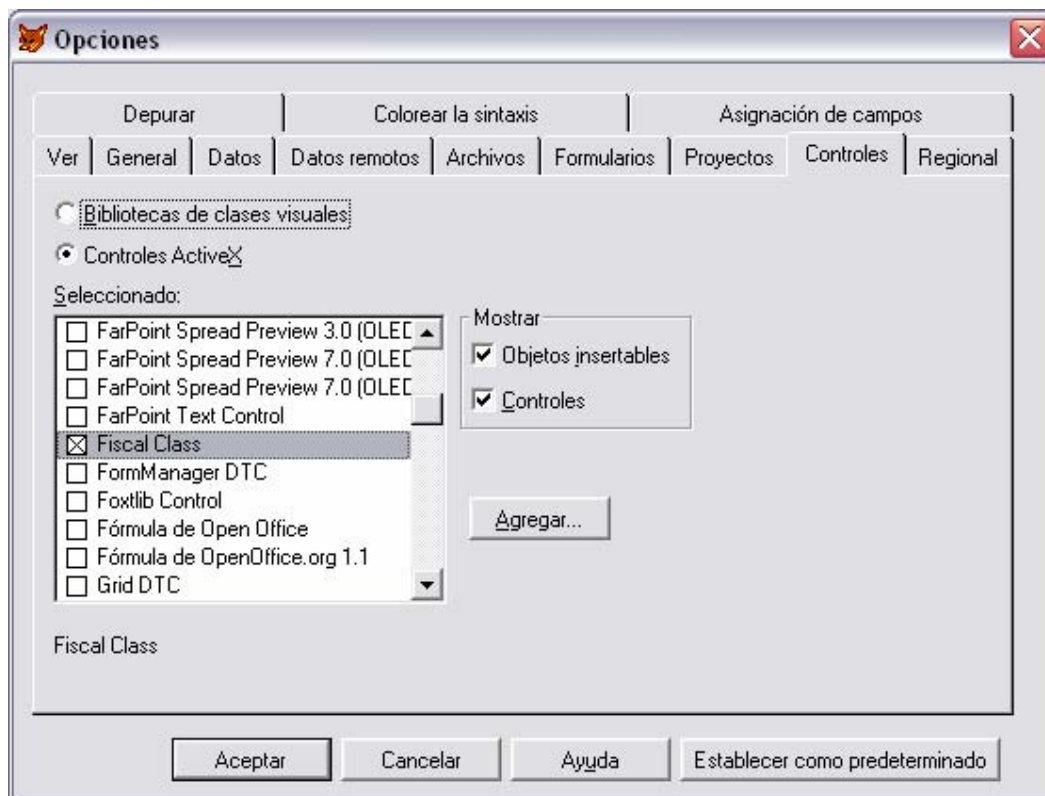 Opciones
Depurar Colorear la sintaxis Asignación de campos
Ver General Datos Datos remotos Archivos Formularios Proyectos Controles Regional
Bibliotecas de clases visuales
Controles ActiveX
Seleccionado:
FarPoint Spread Preview 3.0 (OLED
FarPoint Spread Preview 7.0 (OLED
FarPoint Spread Preview 7.0 (OLED
FarPoint Text Control
Fiscal Class
FormManager DTC
Foxtlib Control
Fórmula de Open Office
Fórmula de OpenOffice.org 1.1
Grid DTC
Mostrar
Objetos insertables
Controles
Agregar...
Fiscal Class
Aceptar Cancelar Ayuda Establecer como predeterminado